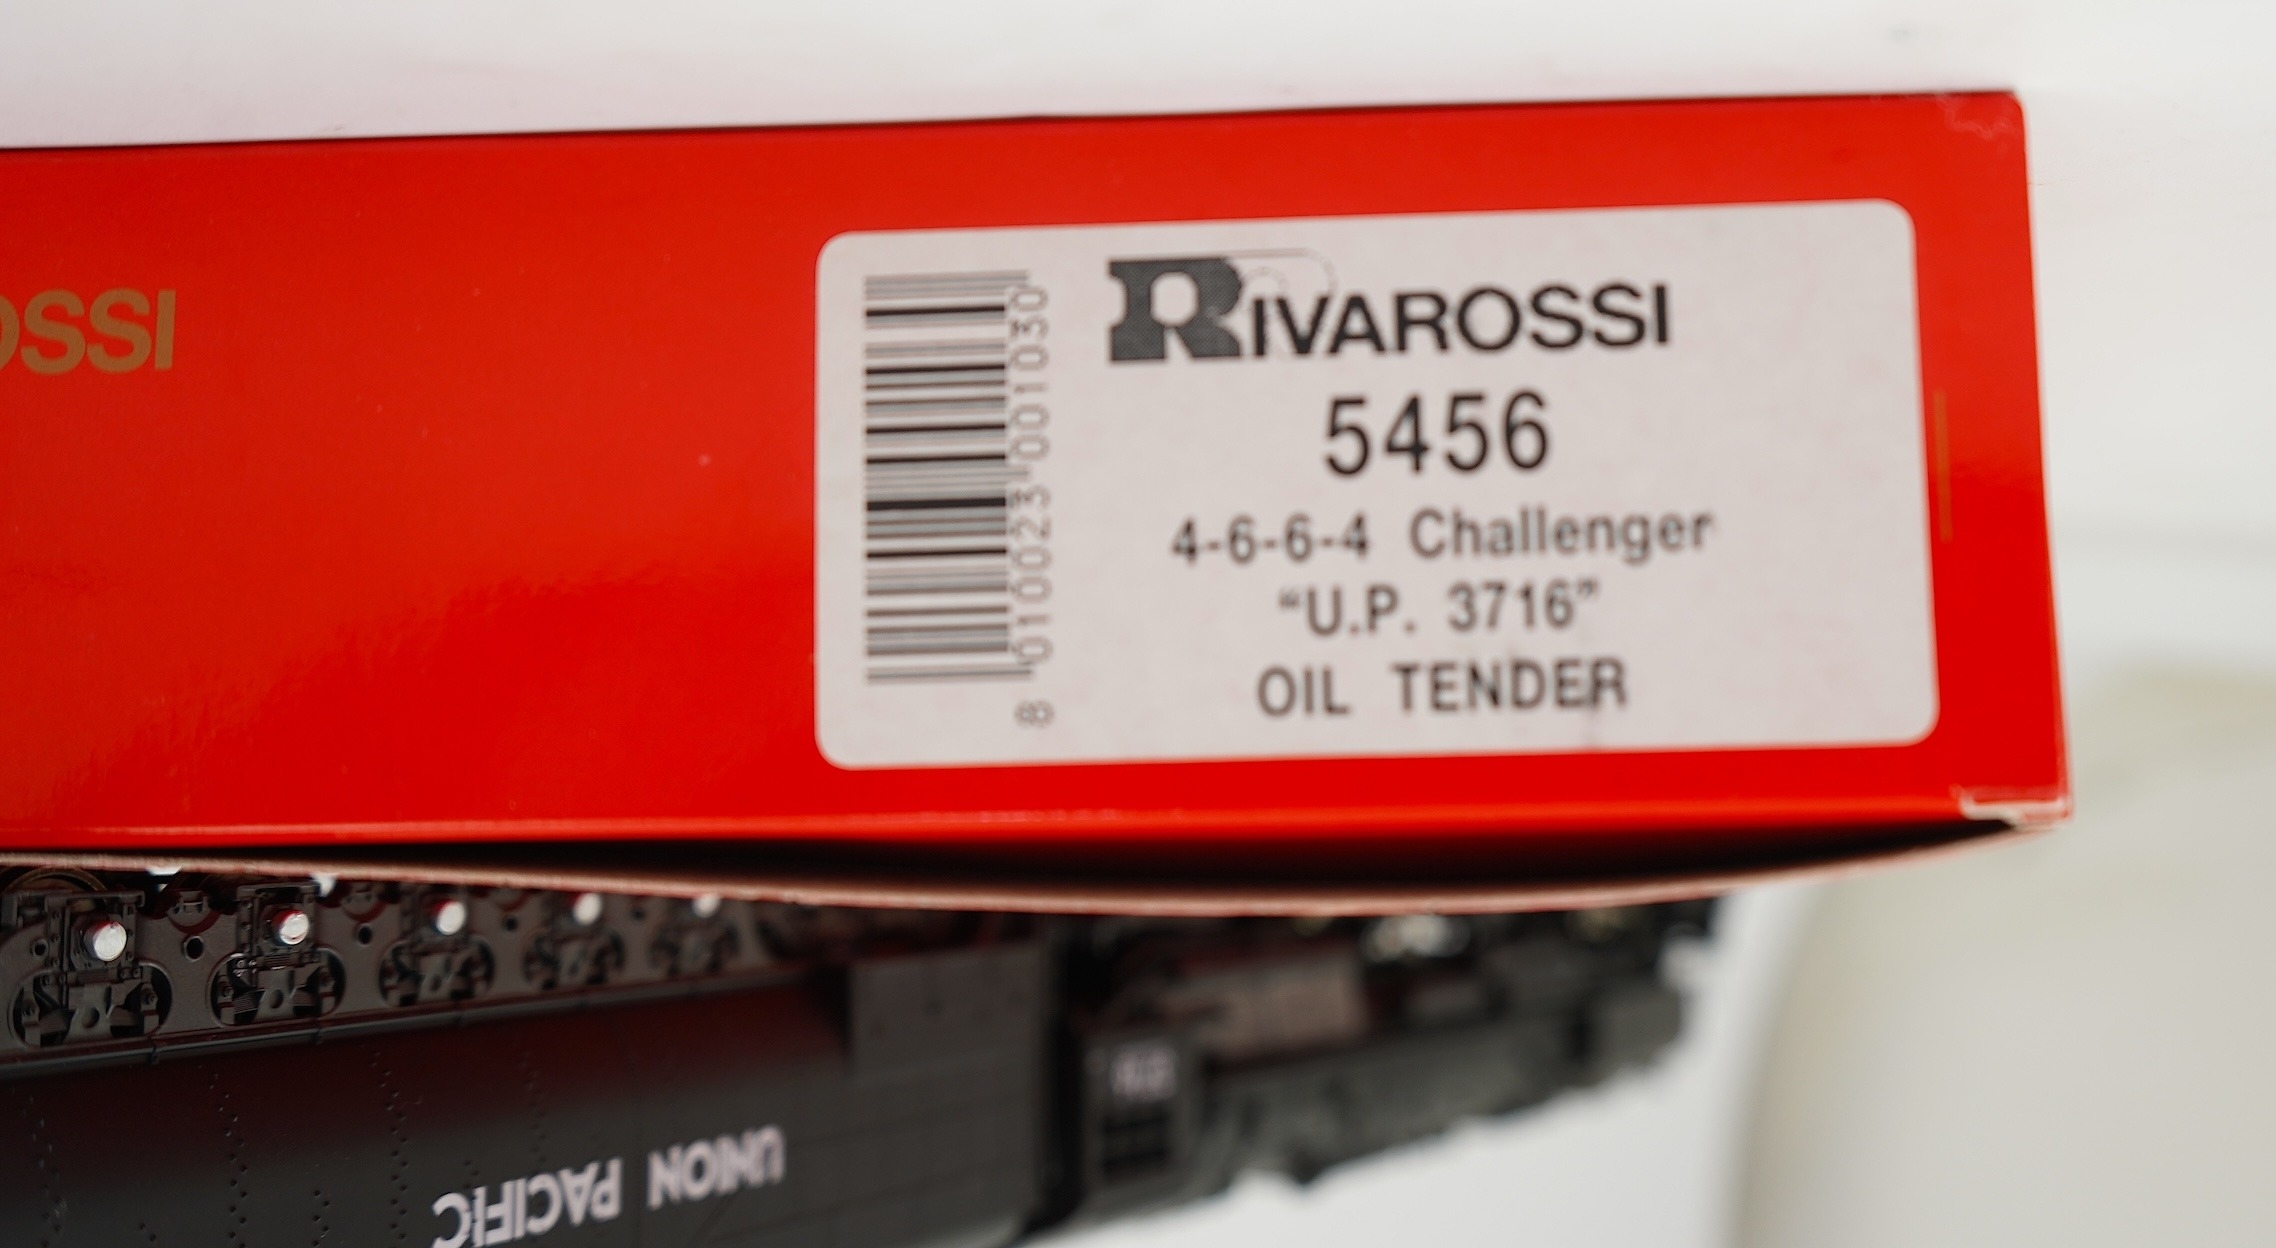 OSSI
RIVAROSSI
5456
4-6-6-4 Challenger
“U.P. 3716”
OIL TENDER
8 010023 001030
UNION PACIFIC